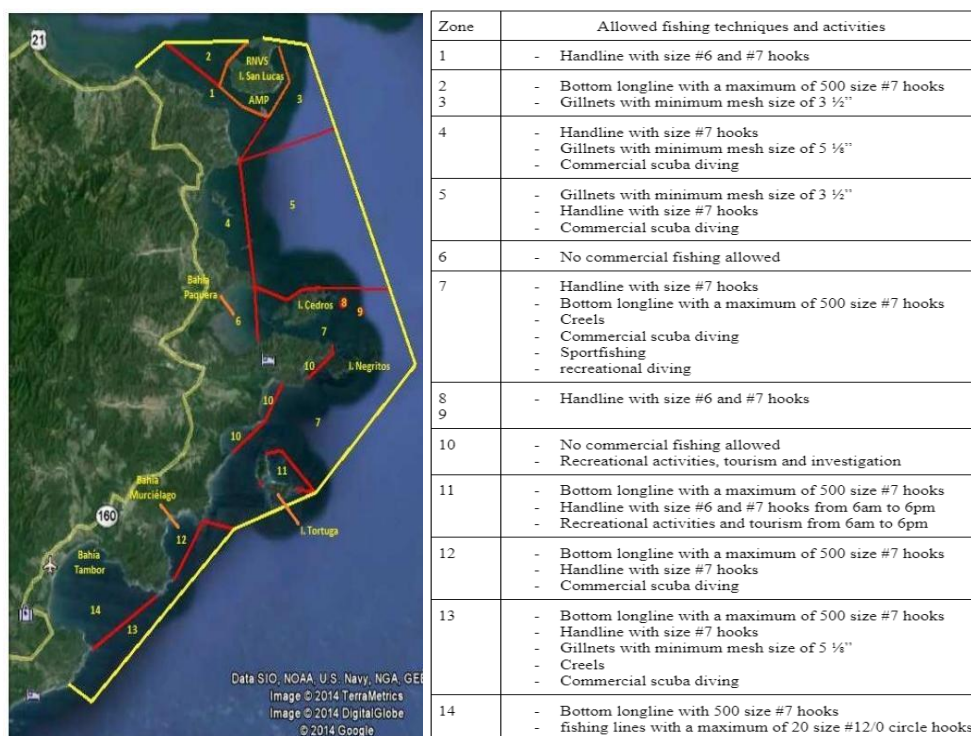 21
2
RNVS
I. San Lucas
1
AMP
3
5
4
Bahía
Paquera
6
I. Cedros
8
9
7
10
I. Negritos
10
7
10
11
Bahía
Murciélago
I. Tortuga
160
12
Bahía
Tambor
14
13
Data SIO, NOAA, U.S. Navy, NGA, GEB
Image © 2014 TerraMetrics
Image © 2014 DigitalGlobe
© 2014 Google
Zone Allowed fishing techniques and activities
1 - Handline with size #6 and #7 hooks
2 - Bottom longline with a maximum of 500 size #7 hooks
3 - Gillnets with minimum mesh size of 3 ½”
4 - Handline with size #7 hooks
- Gillnets with minimum mesh size of 5 ⅛”
- Commercial scuba diving
5 - Gillnets with minimum mesh size of 3 ½”
- Handline with size #7 hooks
- Commercial scuba diving
6 - No commercial fishing allowed
7 - Handline with size #7 hooks
- Bottom longline with a maximum of 500 size #7 hooks
- Creels
- Commercial scuba diving
- Sportfishing
- recreational diving
8 - Handline with size #6 and #7 hooks
9
10 - No commercial fishing allowed
- Recreational activities, tourism and investigation
11 - Bottom longline with a maximum of 500 size #7 hooks
- Handline with size #6 and #7 hooks from 6am to 6pm
- Recreational activities and tourism from 6am to 6pm
12 - Bottom longline with a maximum of 500 size #7 hooks
- Handline with size #7 hooks
- Commercial scuba diving
13 - Bottom longline with a maximum of 500 size #7 hooks
- Handline with size #7 hooks
- Gillnets with minimum mesh size of 5 ⅛”
- Creels
- Commercial scuba diving
14 - Bottom longline with 500 size #7 hooks
- fishing lines with a maximum of 20 size #12/0 circle hooks